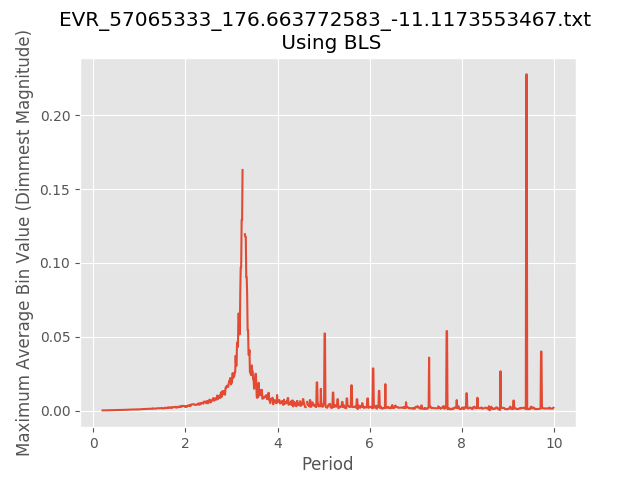 EVR_57065333_176.663772583_-11.1173553467.txt
Using BLS
Maximum Average Bin Value (Dimmest Magnitude)
0.20
0.15
0.10
0.05
0.00
0 2 4 6 8 10
Period